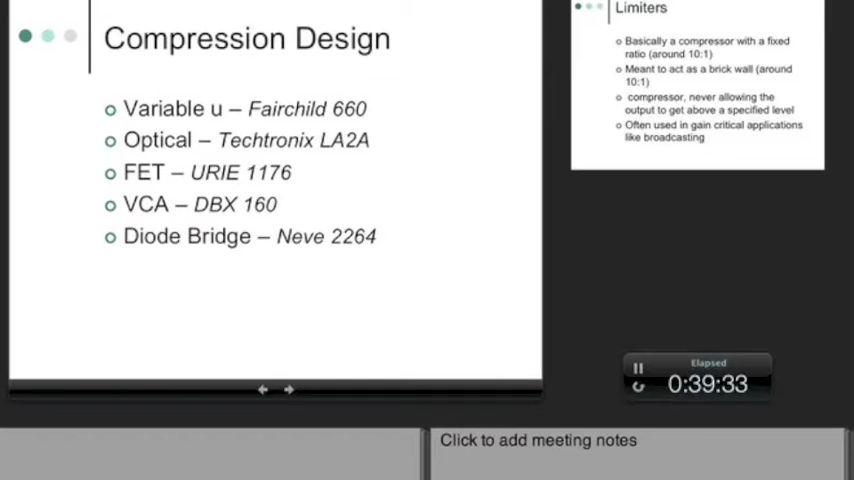 Compression Design
Variable u – Fairchild 660
Optical – Techtronix LA2A
FET – URIE 1176
VCA – DBX 160
Diode Bridge – Neve 2264
Limiters
Basically a compressor with a fixed
ratio (around 10:1)
Meant to act as a brick wall (around
10:1)
compressor, never allowing the
output to get above a specified level
Often used in gain critical applications
like broadcasting
Elapsed
0:39:33
Click to add meeting notes